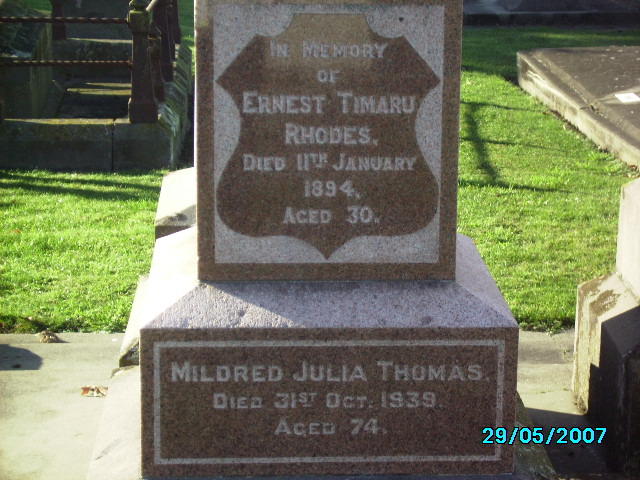 IN MEMORY
OF
ERNEST TIMARU
RHODES.
DIED 11TH JANUARY
1894.
AGED 30.
MILDRED JULIA THOMAS.
DIED 31ST OCT. 1939.
AGED 74.
29/05/2007